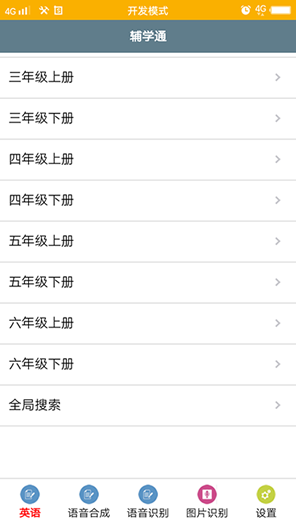 4G 开发模式 4G
辅学通
三年级上册
三年级下册
四年级上册
四年级下册
五年级上册
五年级下册
六年级上册
六年级下册
全局搜索
英语 语音合成 语音识别 图片识别 设置